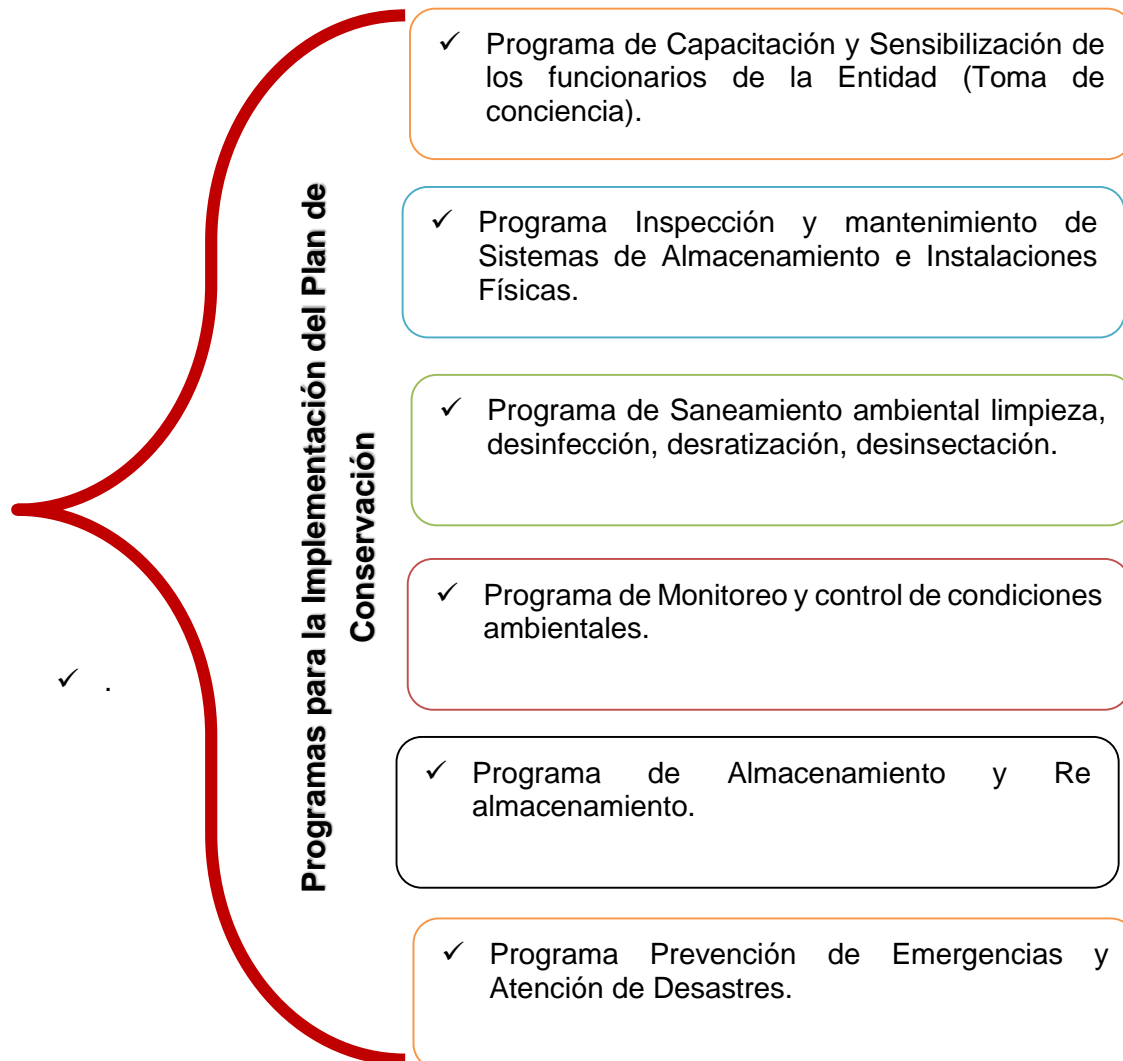 ✓ Programa de Capacitación y Sensibilización de
los funcionarios de la Entidad (Toma de
conciencia).
Programas para la Implementación del Plan de
Conservación
✓ Programa Inspección y mantenimiento de
Sistemas de Almacenamiento e Instalaciones
Físicas.
✓ Programa de Saneamiento ambiental limpieza,
desinfección, desratización, desinsectación.
✓ Programa de Monitoreo y control de condiciones
ambientales.
✓ .
✓ Programa de Almacenamiento y Re
almacenamiento.
✓ Programa Prevención de Emergencias y
Atención de Desastres.